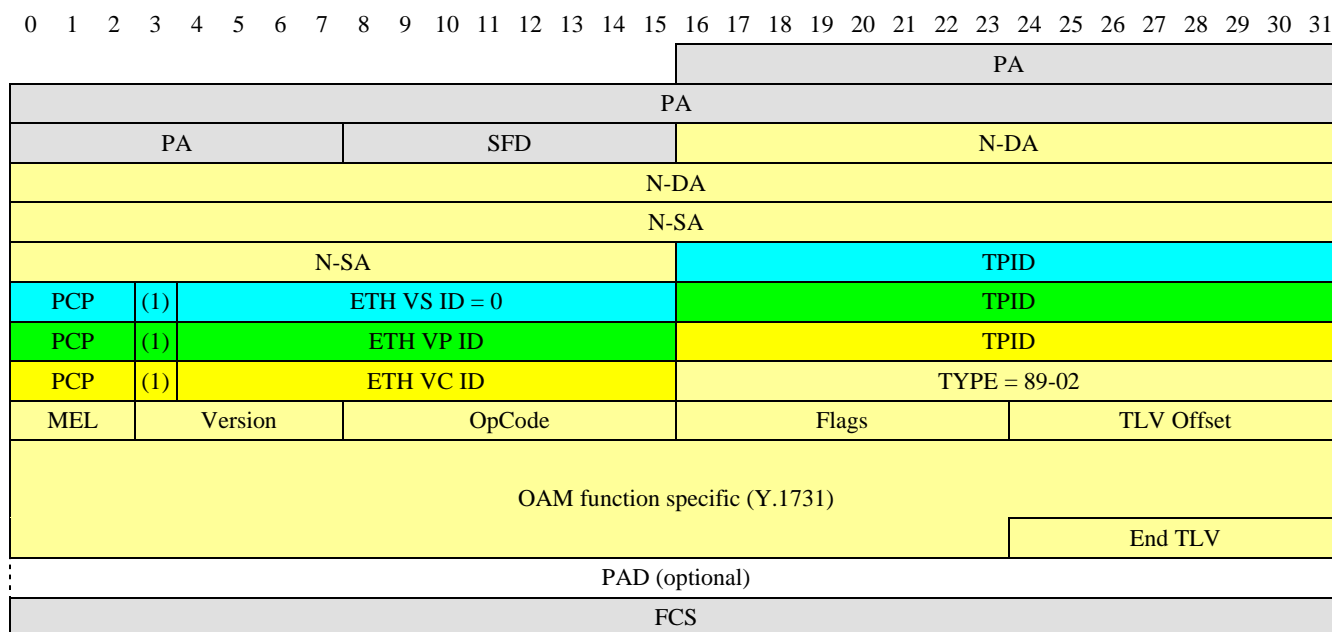 0 1 2 3 4 5 6 7 8 9 10 11 12 13 14 15 16 17 18 19 20 21 22 23 24 25 26 27 28 29 30 31
PA
PA
PA SFD N-DA
N-DA
N-SA
N-SA TPID
PCP (1) ETH VS ID = 0 TPID
PCP (1) ETH VP ID TPID
PCP (1) ETH VC ID TYPE = 89-02
MEL Version OpCode Flags TLV Offset
OAM function specific (Y.1731)
End TLV
PAD (optional)
FCS